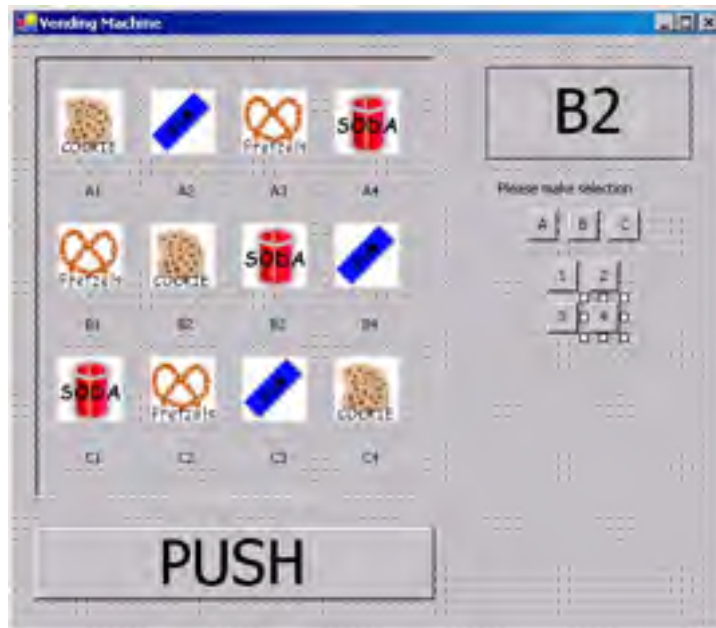 Vending Machine
COOKIE Pretzels SODA
A1 A2 A3 A4
B2
Please make selection
A B C
1 2
3 4
Pretzels COOKIE SODA
B1 B2 B3 B4
SODA Pretzels COOKIE
C1 C2 C3 C4
PUSH